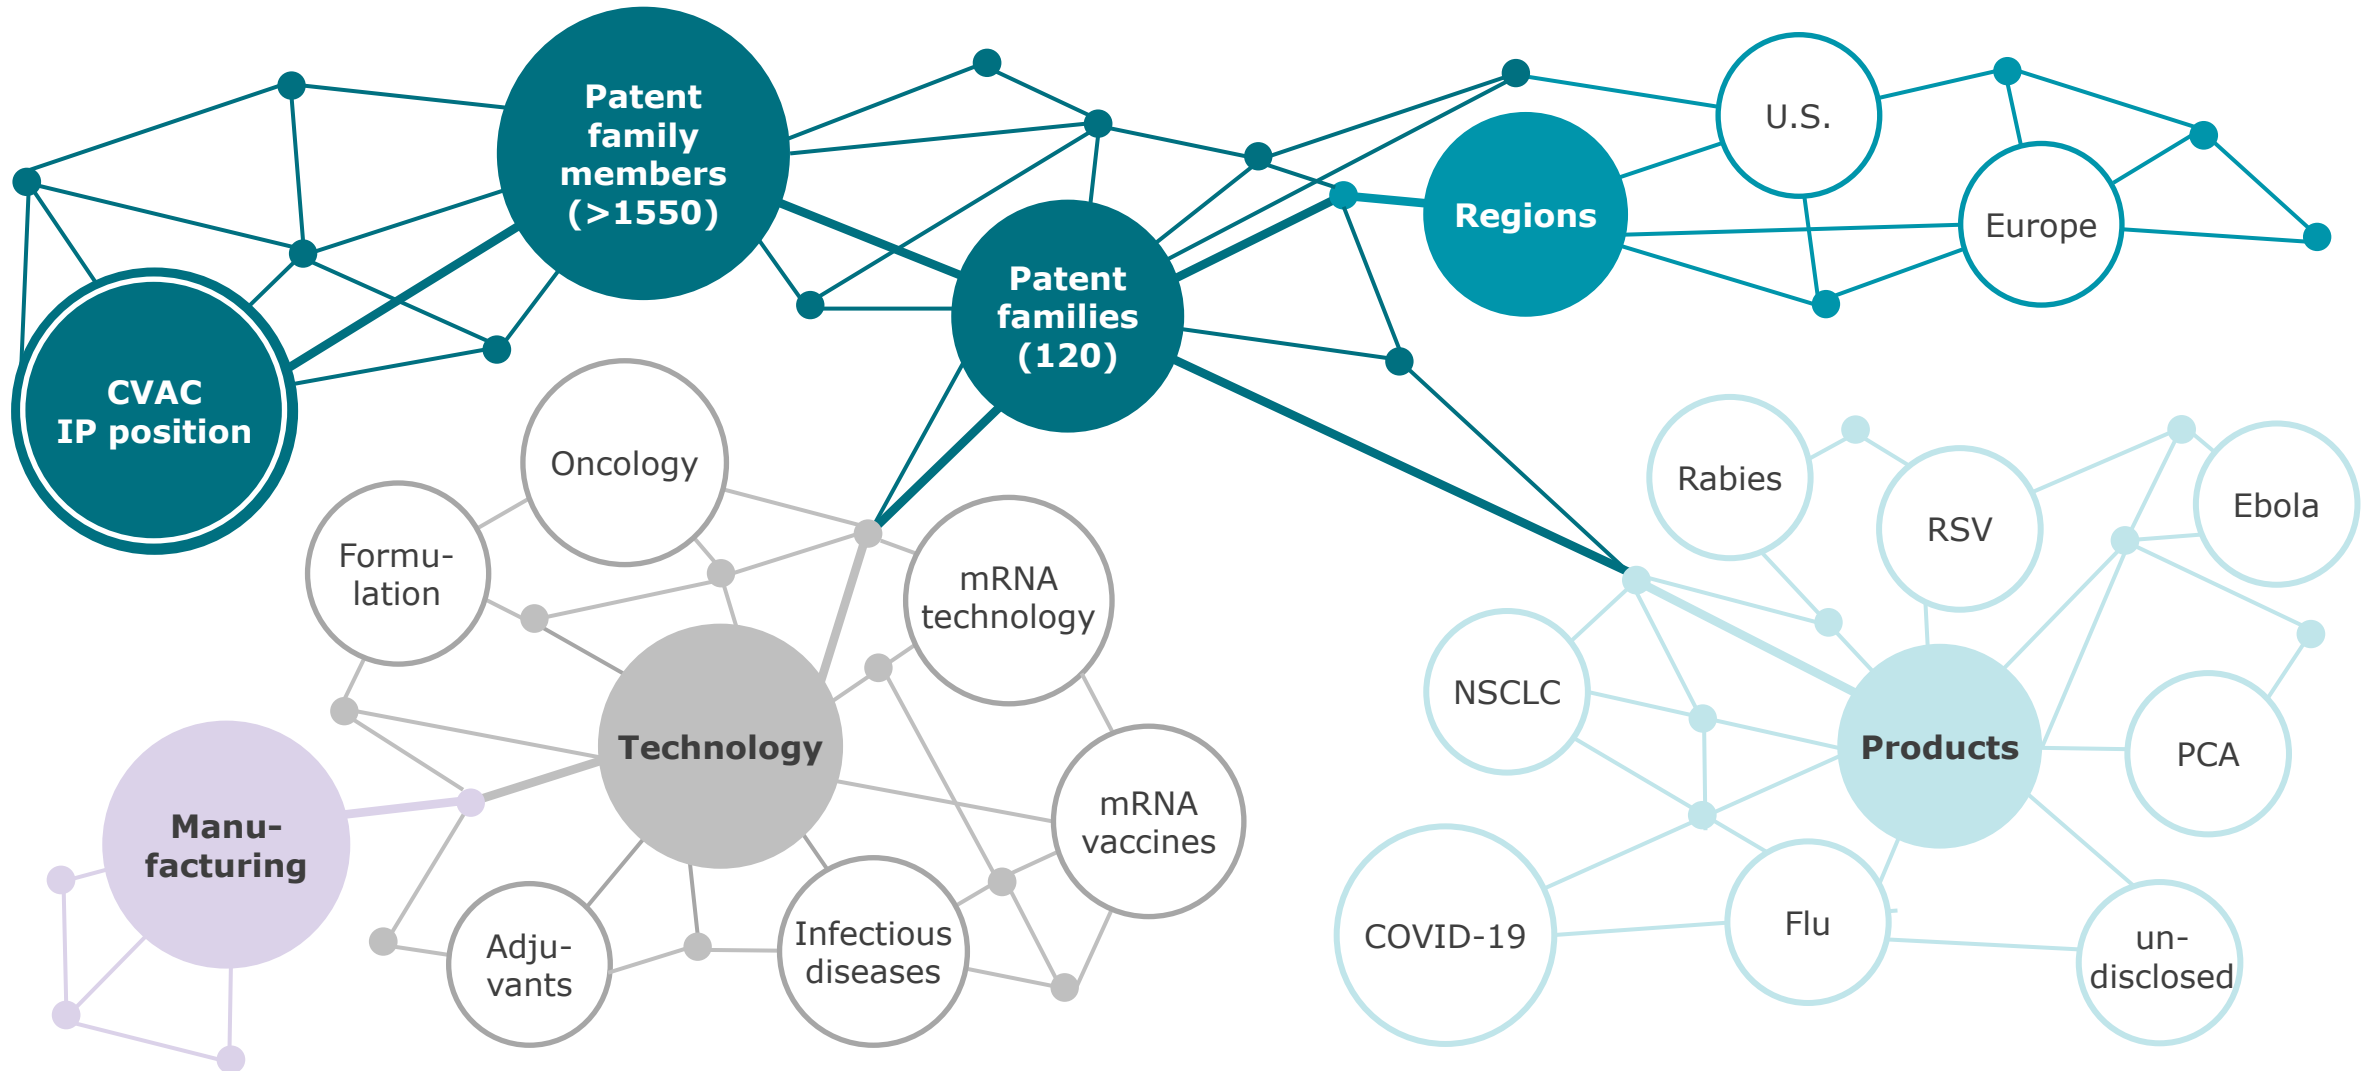 Patent
family
members
(>1550)
U.S.
Regions
Europe
Patent
families
(120)
CVAC
IP position
Oncology
Formu-
lation
mRNA
technology
Technology
Manu-
facturing
mRNA
vaccines
Adju-
vants
Infectious
diseases
Rabies
RSV
Ebola
NSCLC
Products
PCA
COVID-19
Flu
un-
disclosed